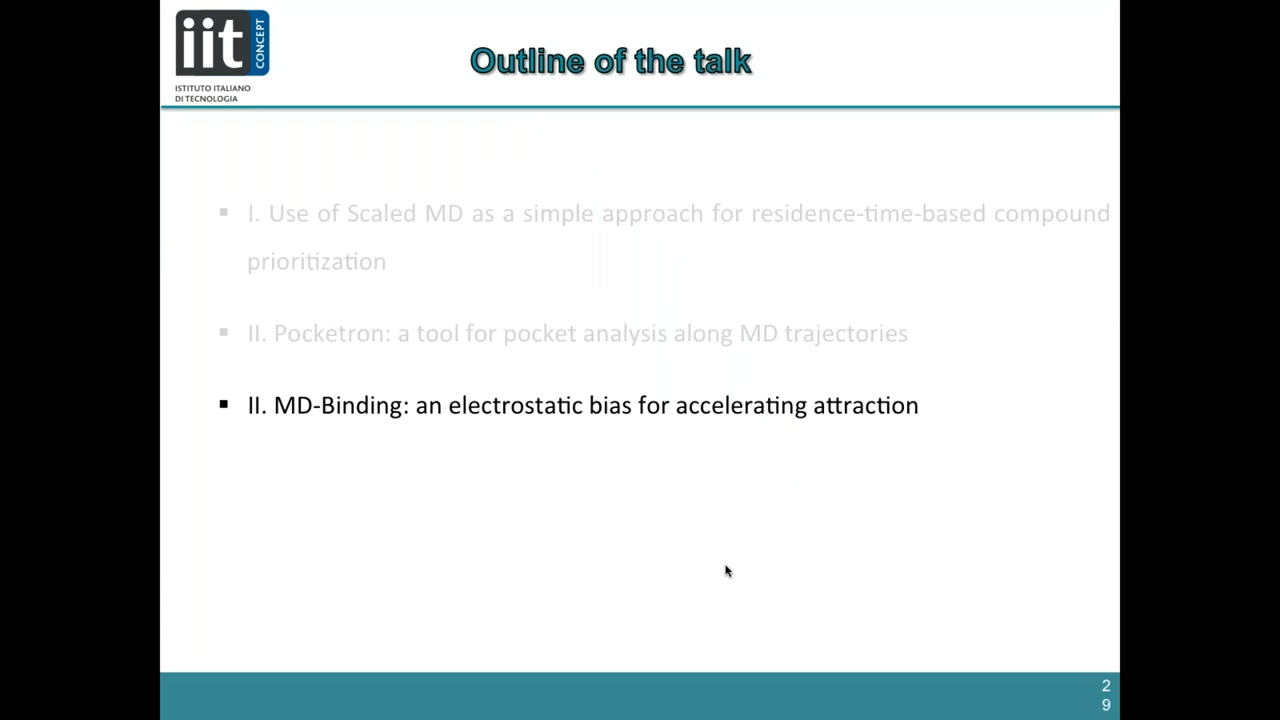 iit
CONCEPT
ISTITUTO ITALIANO
DI TECNOLOGIA
Outline of the talk
▪ I. Use of Scaled MD as a simple approach for residence-time-based compound
prioritization
▪ II. Pocketron: a tool for pocket analysis along MD trajectories
▪ II. MD-Binding: an electrostatic bias for accelerating attraction
2
9